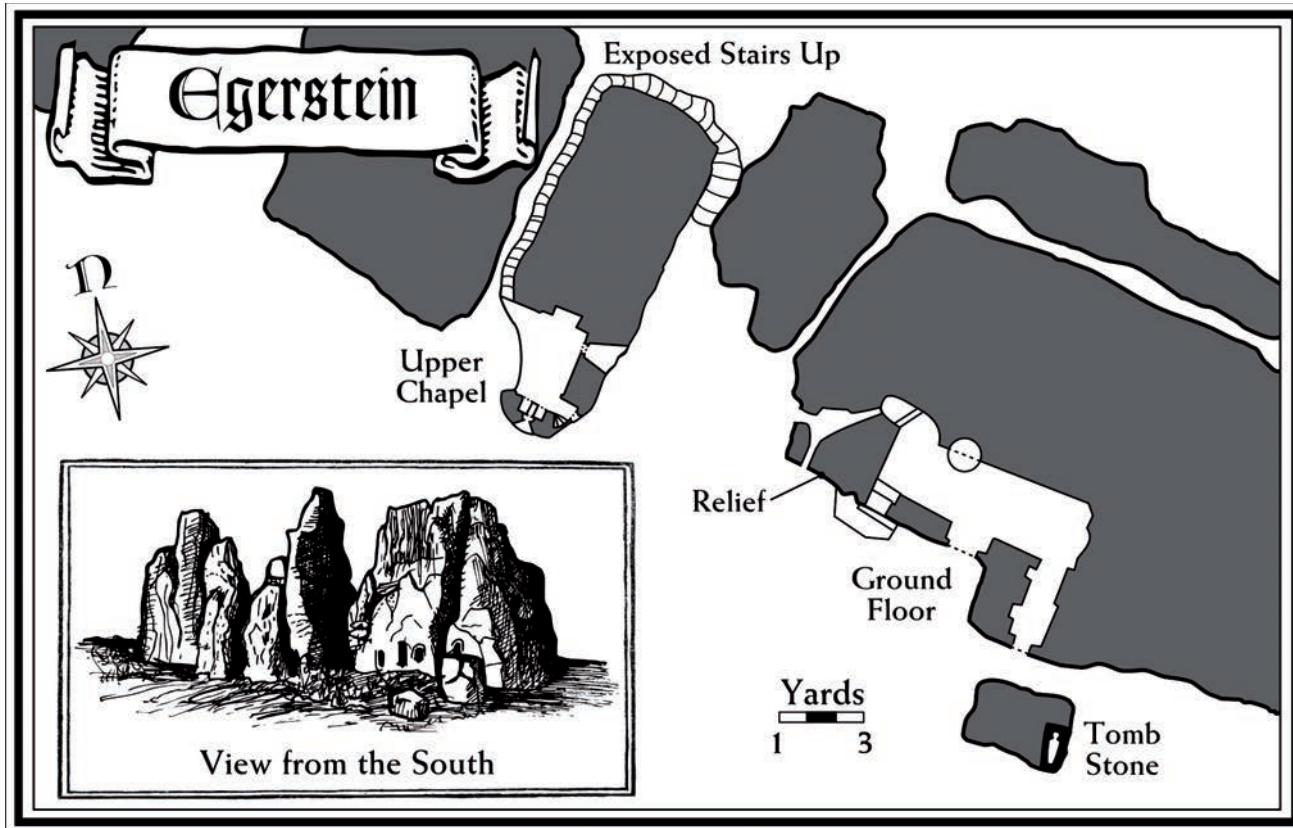 Egerstein
Exposed Stairs Up
N
Upper
Chapel
Relief
Ground
Floor
Yards
1 3
Tomb
Stone
View from the South